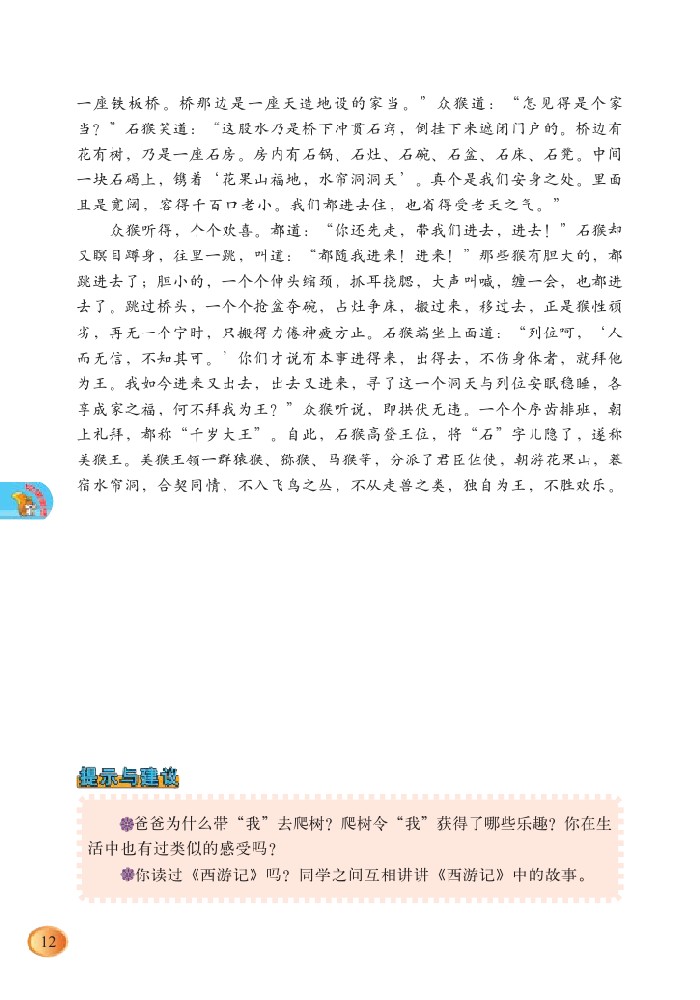 一座铁板桥。桥那边是一座天造地设的家当。”众猴道：“怎见得是个家
当？”石猴笑道：“这股水乃是桥下冲贯石窍，倒挂下来遮闭门户的。桥边有
花有树，乃是一座石房。房内有石锅、石灶、石碗、石盆、石床、石凳。中间
一块石碣上，镌着‘花果山福地，水帘洞洞天’。真个是我们安身之处。里面
且是宽阔，容得千百口老小。我们都进去住，也省得受老天之气。”
众猴听得，个个欢喜。都道：“你还先走，带我们进去，进去！”石猴却
又瞑目蹲身，往里一跳，叫道：“都随我进来！进来！”那些猴有胆大的，都
跳进去了；胆小的，一个个伸头缩颈，抓耳挠腮，大声叫喊，缠一会，也都进
去了。跳过桥头，一个个抢盆夺碗，占灶争床，搬过来，移过去，正是猴性顽
劣，再无一个宁时，只搬得力倦神疲方止。石猴端坐上面道：“列位呵，‘人
而无信，不知其可。’你们才说有本事进得来，出得去，不伤身体者，就拜他
为王。我如今进来又出去，出去又进来，寻了这一个洞天与列位安眠稳睡，各
享成家之福，何不拜我为王？”众猴听说，即拱伏无违。一个个序齿排班，朝
上礼拜，都称“千岁大王”。自此，石猴高登王位，将“石”字儿隐了，遂称
美猴王。美猴王领一群猿猴、猕猴、马猴等，分派了君臣佐使，朝游花果山，暮
宿水帘洞，合契同情，不入飞鸟之丛，不从走兽之类，独自为王，不胜欢乐。
提示与建议
爸爸为什么带“我”去爬树？爬树令“我”获得了哪些乐趣？你在生
活中也有过类似的感受吗？
你读过《西游记》吗？同学之间互相讲讲《西游记》中的故事。
12